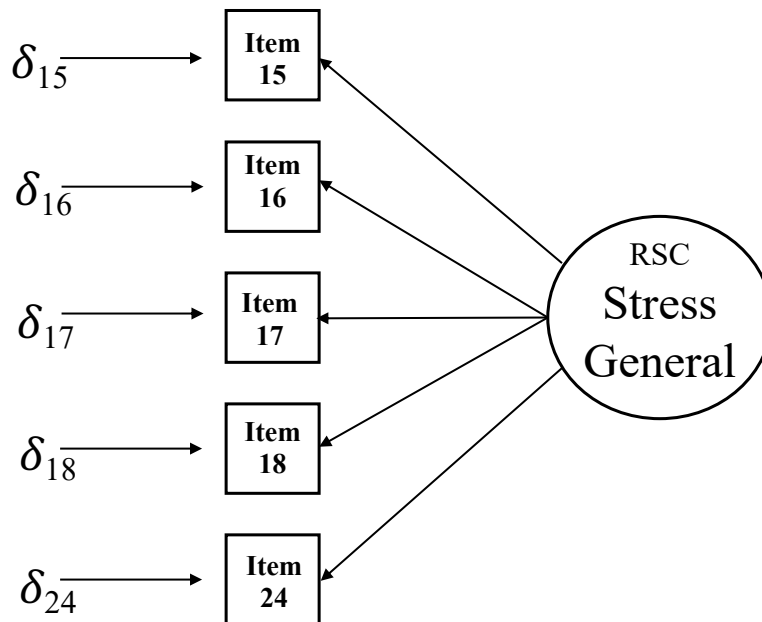 δ15
Item
15
δ16
Item
16
δ17
Item
17
δ18
Item
18
δ24
Item
24
RSC
Stress
General